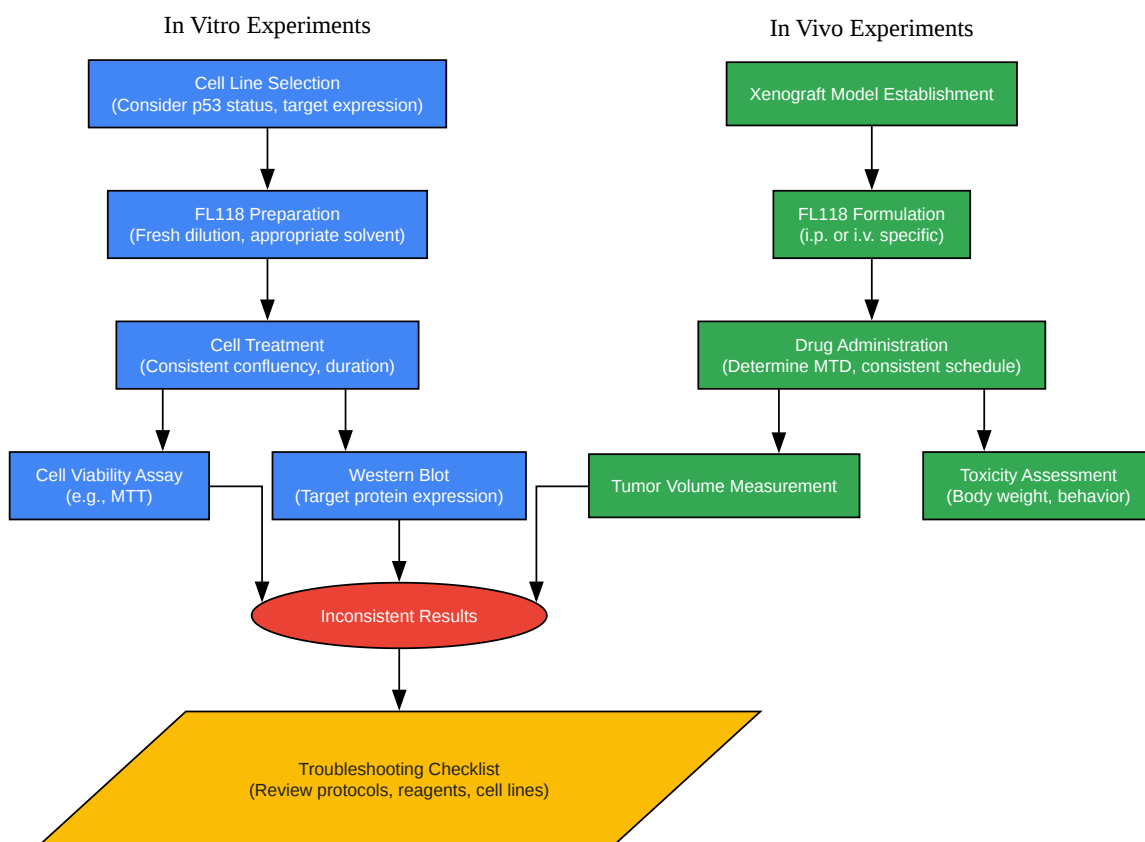 In Vitro Experiments
Cell Line Selection
(Consider p53 status, target expression)
FL118 Preparation
(Fresh dilution, appropriate solvent)
Cell Treatment
(Consistent confluency, duration)
Cell Viability Assay
(e.g., MTT)
Western Blot
(Target protein expression)
In Vivo Experiments
Xenograft Model Establishment
FL118 Formulation
(i.p. or i.v. specific)
Drug Administration
(Determine MTD, consistent schedule)
Tumor Volume Measurement
Toxicity Assessment
(Body weight, behavior)
Inconsistent Results
Troubleshooting Checklist
(Review protocols, reagents, cell lines)